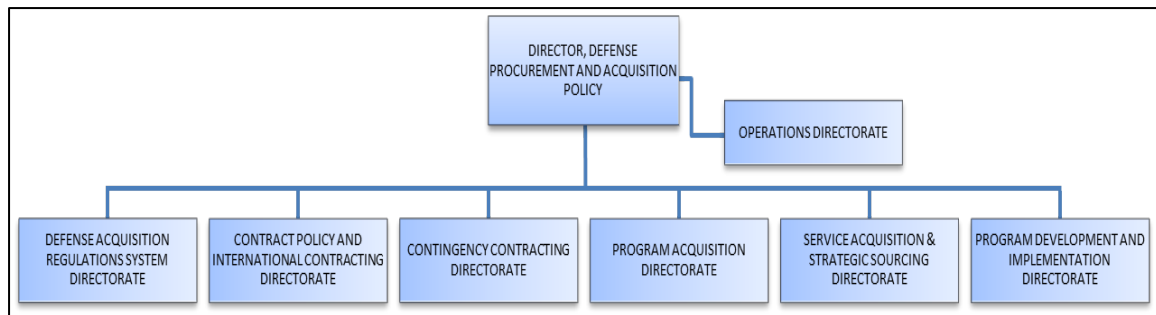 DIRECTOR, DEFENSE
PROCUREMENT AND ACQUISITION
POLICY
OPERATIONS DIRECTORATE
DEFENSE ACQUISITION
REGULATIONS SYSTEM
DIRECTORATE
CONTRACT POLICY AND
INTERNATIONAL CONTRACTING
DIRECTORATE
CONTINGENCY CONTRACTING
DIRECTORATE
PROGRAM ACQUISITION
DIRECTORATE
SERVICE ACQUISITION &
STRATEGIC SOURCING
DIRECTORATE
PROGRAM DEVELOPMENT AND
IMPLEMENTATION
DIRECTORATE